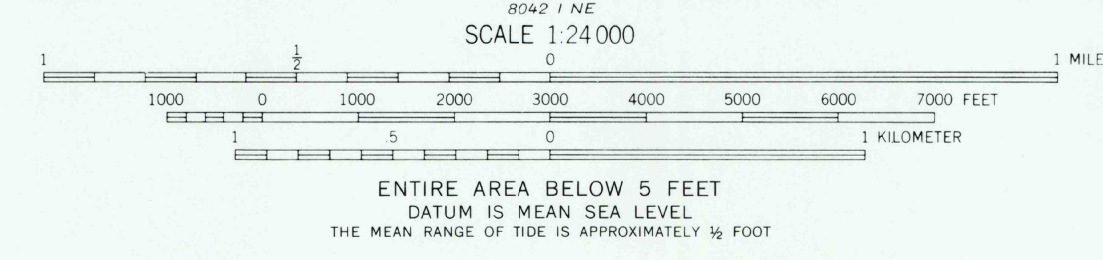 8042 I NE
SCALE 1:24 000
1 ½ 0 1 MILE
1000 0 1000 2000 3000 4000 5000 6000 7000 FEET
1 .5 0 1 KILOMETER
ENTIRE AREA BELOW 5 FEET
DATUM IS MEAN SEA LEVEL
THE MEAN RANGE OF TIDE IS APPROXIMATELY ½ FOOT